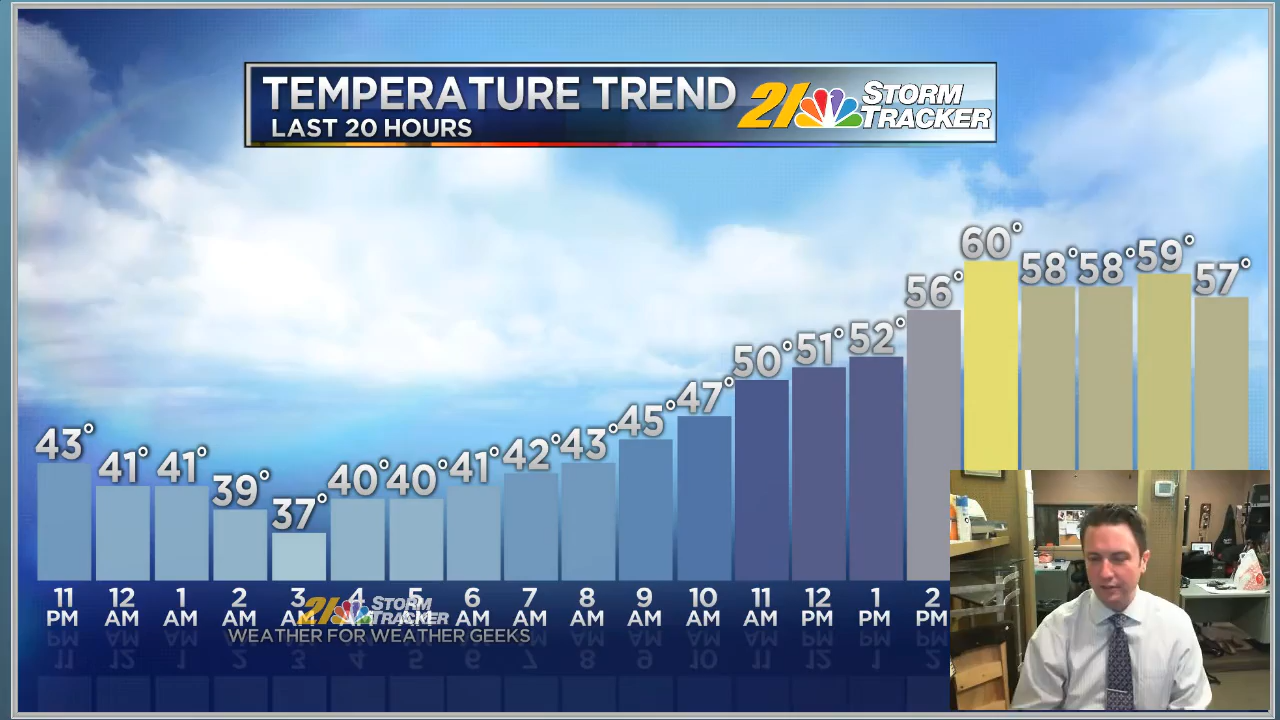 TEMPERATURE TREND
LAST 20 HOURS
21 STORM TRACKER
43° 41° 41° 39° 37° 40° 40° 41° 42° 43° 45° 47° 50° 51° 52° 56° 60° 58° 58° 59° 57°
11 12 1 2 3 4 5 6 7 8 9 10 11 12 1 2
PM AM AM AM AM AM AM AM AM AM AM AM AM PM PM PM
21 STORM TRACKER
WEATHER FOR WEATHER GEEKS